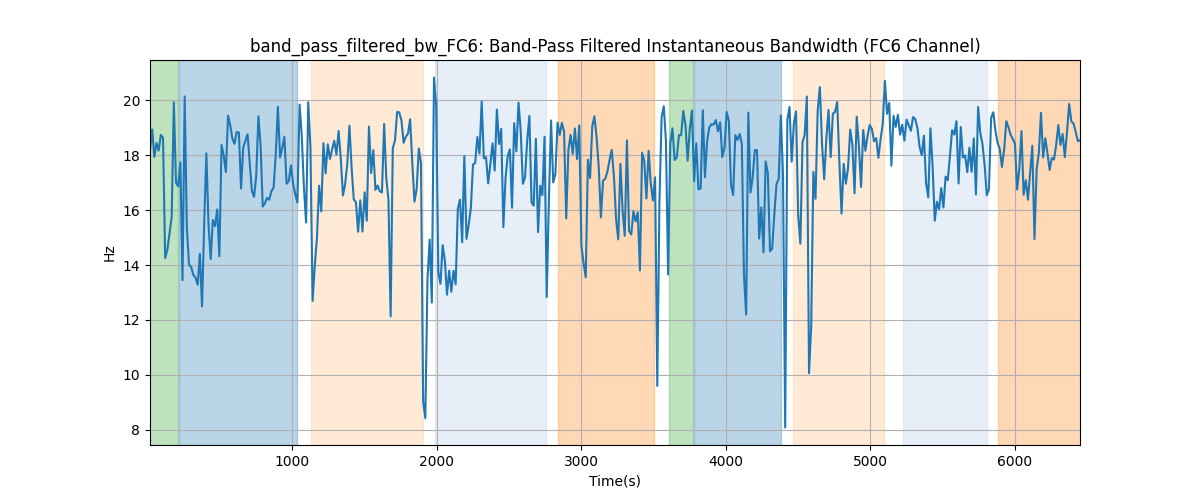 band_pass_filtered_bw_FC6: Band-Pass Filtered Instantaneous Bandwidth (FC6 Channel)
20
18
16
14
12
10
8
Hz
1000 2000 3000 4000 5000 6000
Time(s)